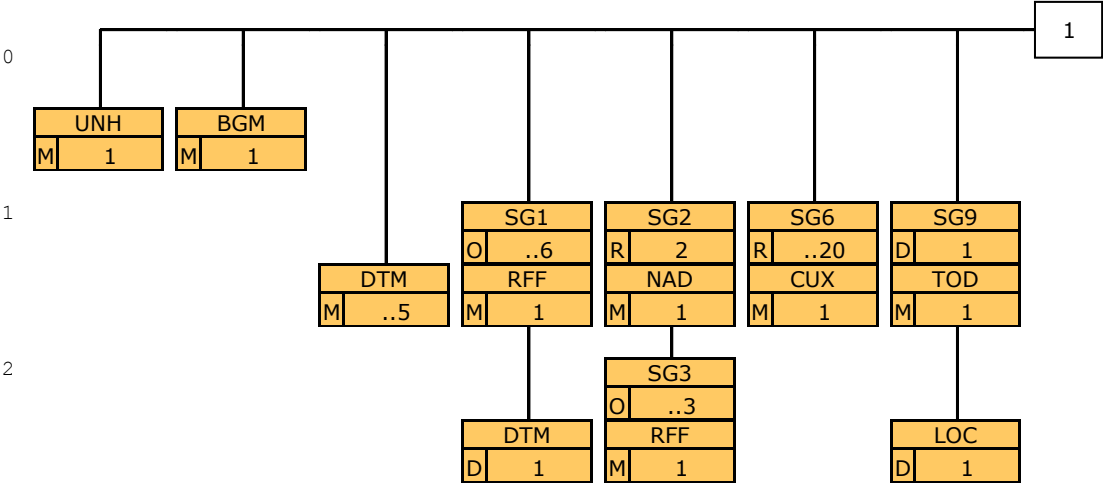 1
0
UNH BGM
M 1 M 1
1
SG1 SG2 SG6 SG9
O ..6 R 2 R ..20 D 1
DTM RFF NAD CUX TOD
M ..5 M 1 M 1 M 1 M 1
2
SG3
O ..3
DTM RFF LOC
D 1 M 1 D 1